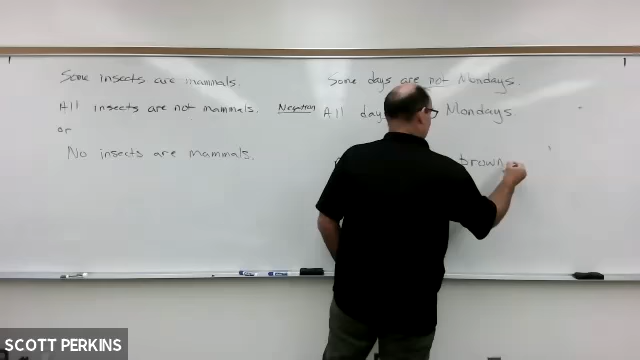 Some insects are mammals.
Some days are not Mondays.
All insects are not mammals.
Negation
All days Mondays.
or
No insects are mammals.
brown
SCOTT PERKINS